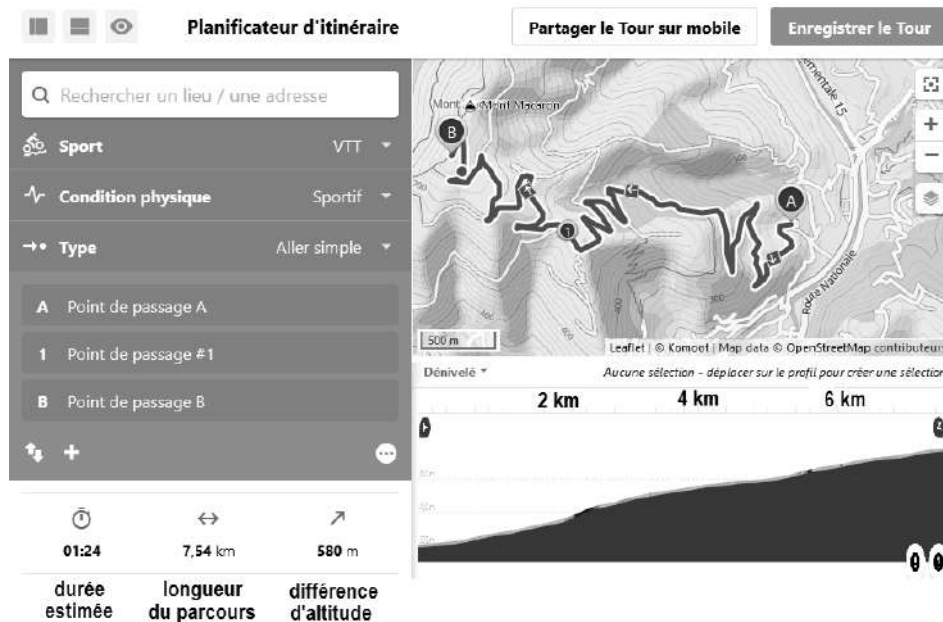 Planificateur d'itinéraire
Partager le Tour sur mobile
Enregistrer le Tour
Rechercher un lieu / une adresse
Sport VTT
Condition physique Sportif
Type Aller simple
A Point de passage A
1 Point de passage #1
B Point de passage B
01:24 7,54 km 580 m
durée estimée
longueur du parcours
différence d'altitude
Mont Mont Macaron
B
A
1
Route Nationale
500 m
Leaflet | © Komoot | Map data © OpenStreetMap contributeurs
Dénivelé
Aucune sélection - déplacer sur le profil pour créer une sélection
2 km 4 km 6 km